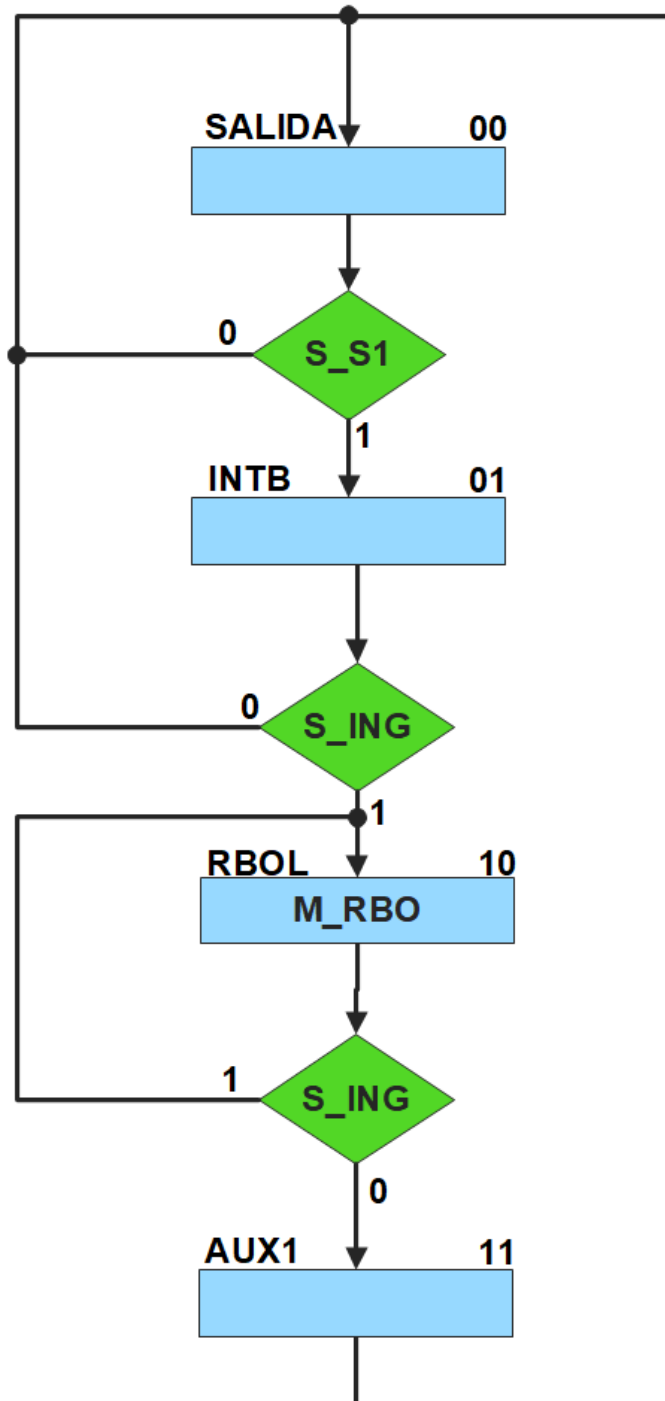 SALIDA 00
0 S_S1
1
INTB 01
0 S_ING
1
RBOL 10
M_RBO
1 S_ING
0
AUX1 11